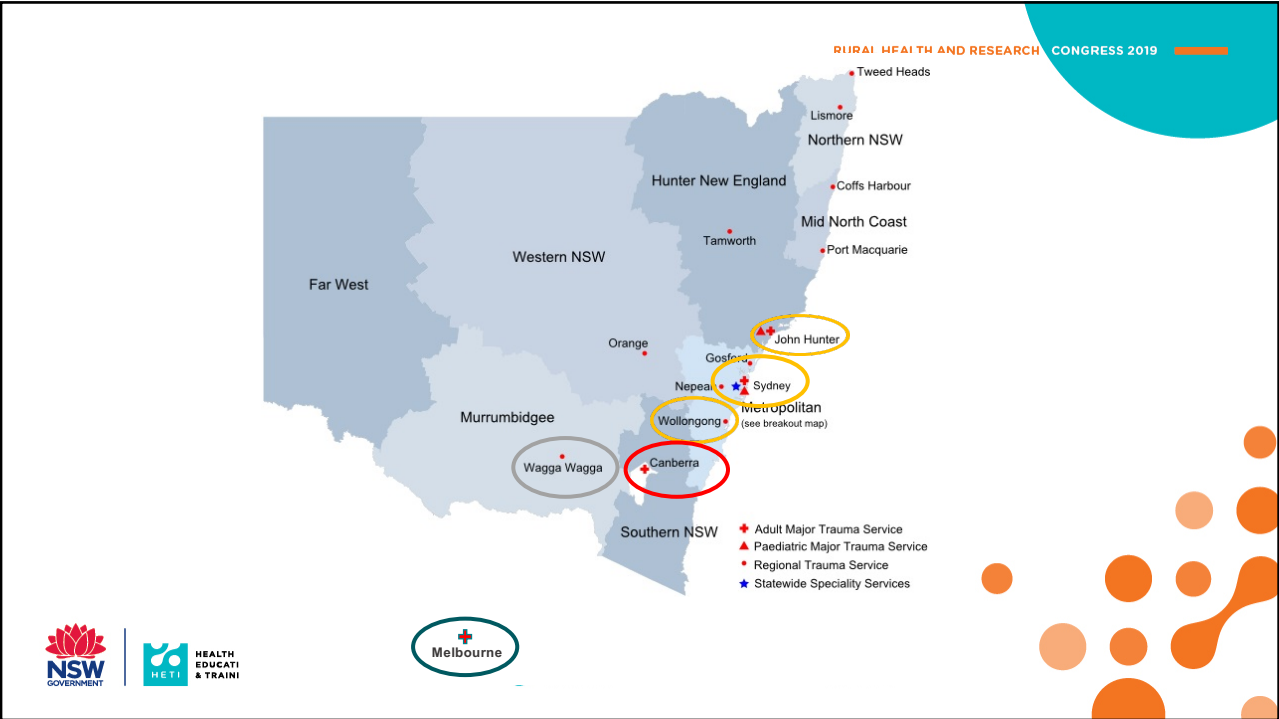 RURAL HEALTH AND RESEARCH CONGRESS 2019
Tweed Heads
Lismore
Northern NSW
Hunter New England
Coffs Harbour
Mid North Coast
Tamworth
Port Macquarie
Western NSW
Far West
John Hunter
Orange
Gosford
Nepean
Sydney
Metropolitan
(see breakout map)
Murrumbidgee
Wollongong
Canberra
Wagga Wagga
Southern NSW
Adult Major Trauma Service
Paediatric Major Trauma Service
Regional Trauma Service
Statewide Speciality Services
Melbourne
NSW
GOVERNMENT
HETI
HEALTH
EDUCATI
& TRAINI